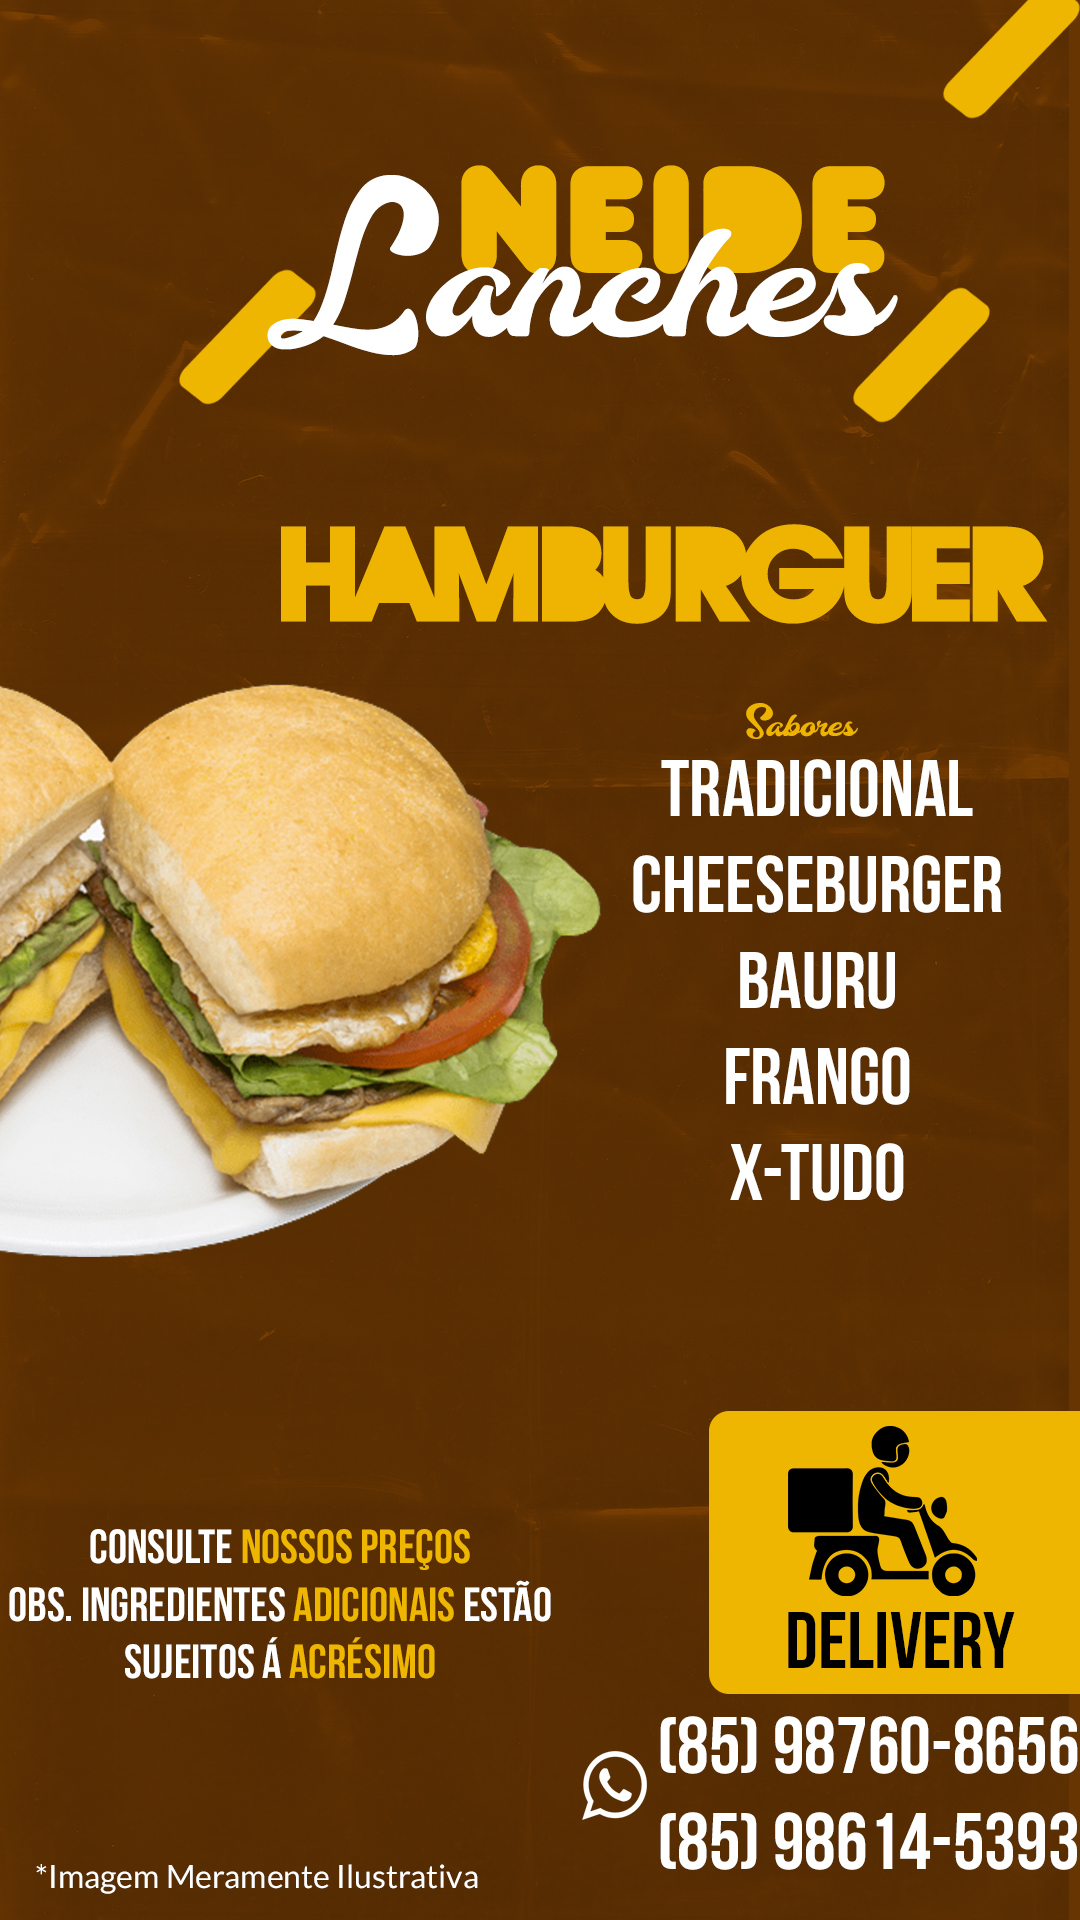 NEIDE
Lanches
HAMBURGUER
Sabores
TRADICIONAL
CHEESEBURGER
BAURU
FRANGO
X-TUDO
CONSULTE NOSSOS PREÇOS
OBS. INGREDIENTES ADICIONAIS ESTÃO
SUJEITOS Á ACRÉSIMO
DELIVERY
(85) 98760-8656
(85) 98614-5393
*Imagem Meramente Ilustrativa